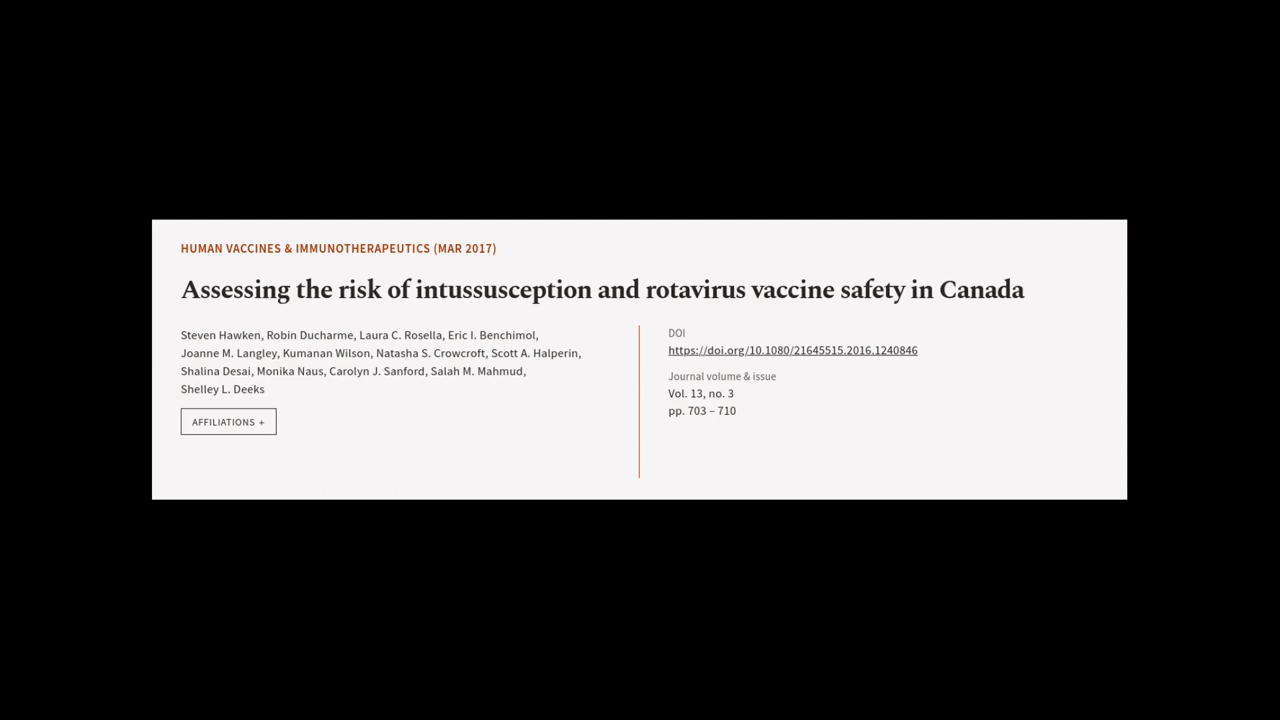 HUMAN VACCINES & IMMUNOTHERAPEUTICS (MAR 2017)
Assessing the risk of intussusception and rotavirus vaccine safety in Canada
Steven Hawken, Robin Ducharme, Laura C. Rosella, Eric I. Benchimol,
Joanne M. Langley, Kumanan Wilson, Natasha S. Crowcroft, Scott A. Halperin,
Shalina Desai, Monika Naus, Carolyn J. Sanford, Salah M. Mahmud,
Shelley L. Deeks
AFFILIATIONS +
DOI
https://doi.org/10.1080/21645515.2016.1240846
Journal volume & issue
Vol. 13, no. 3
pp. 703 – 710